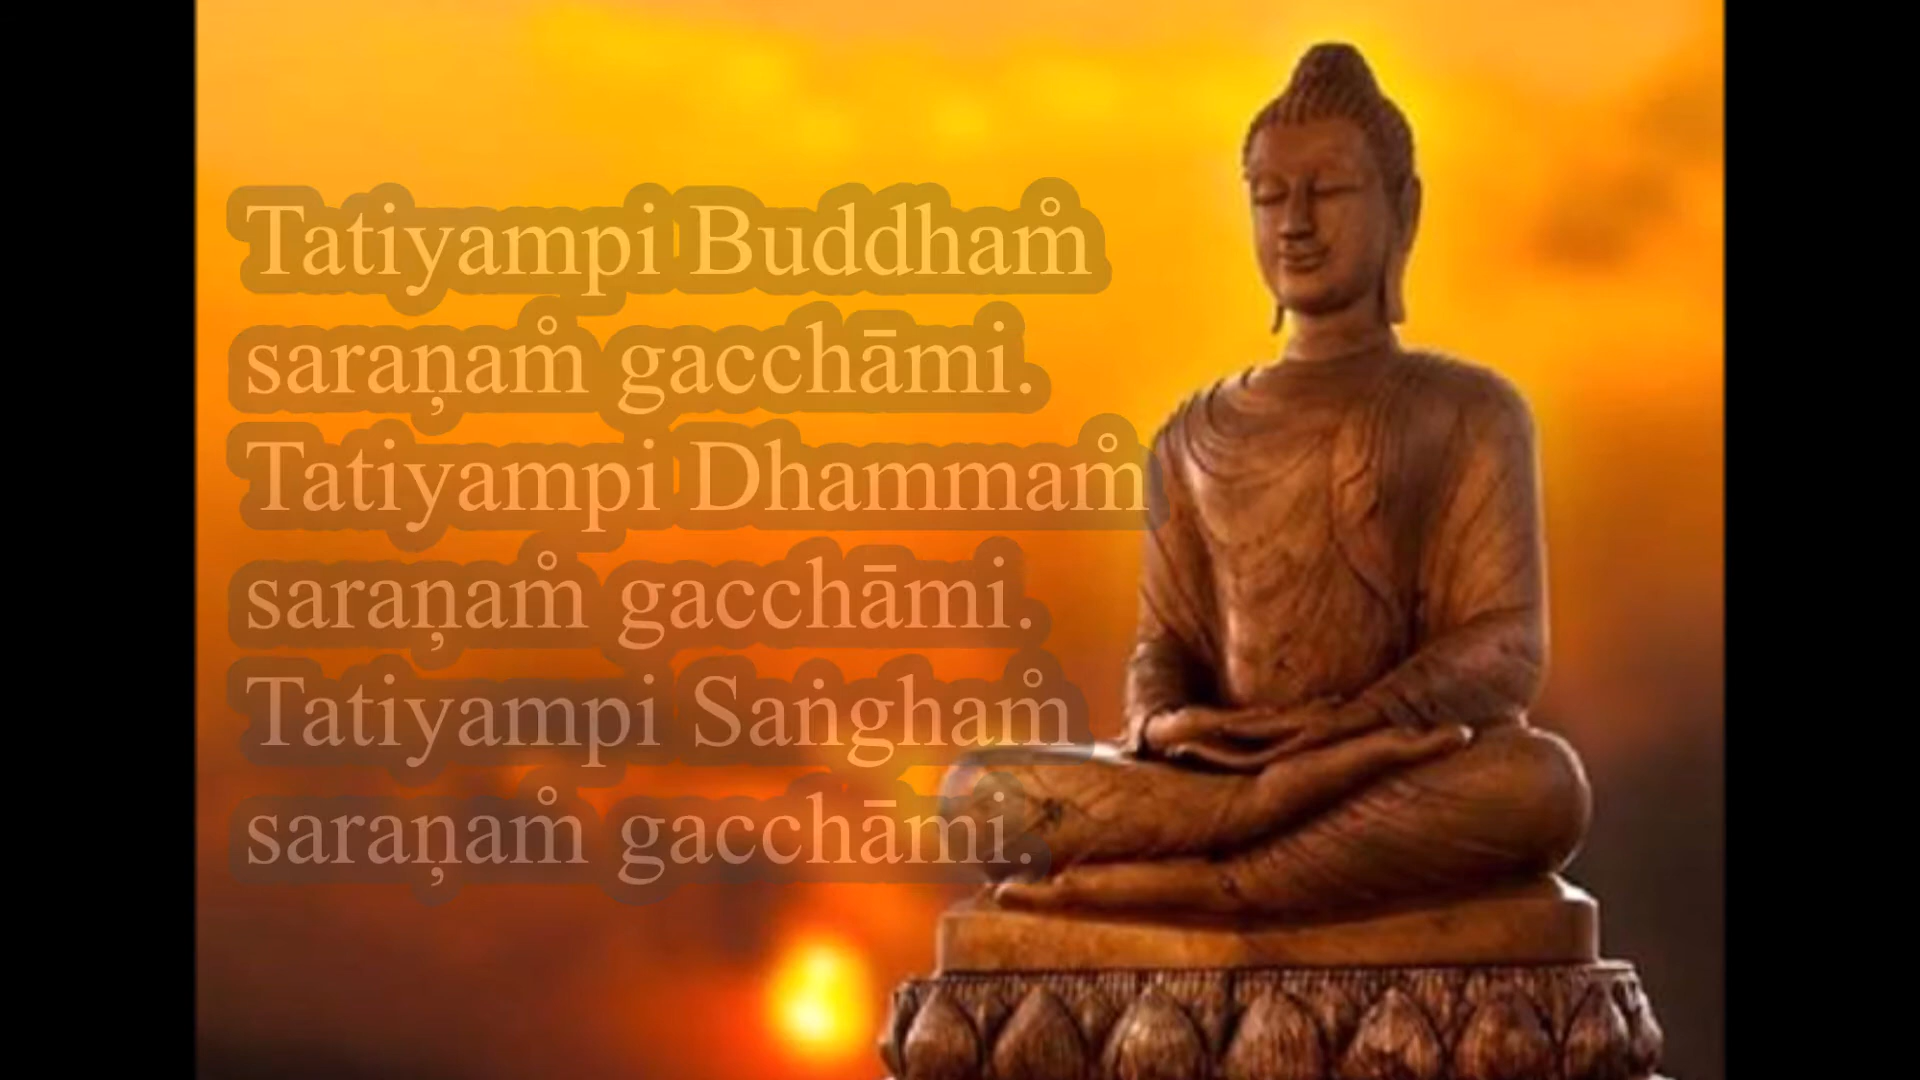 Tatiyampi Buddhaṁ
saraṇaṁ gacchāmi.
Tatiyampi Dhammaṁ
saraṇaṁ gacchāmi.
Tatiyampi Saṅghaṁ
saraṇaṁ gacchāmi.